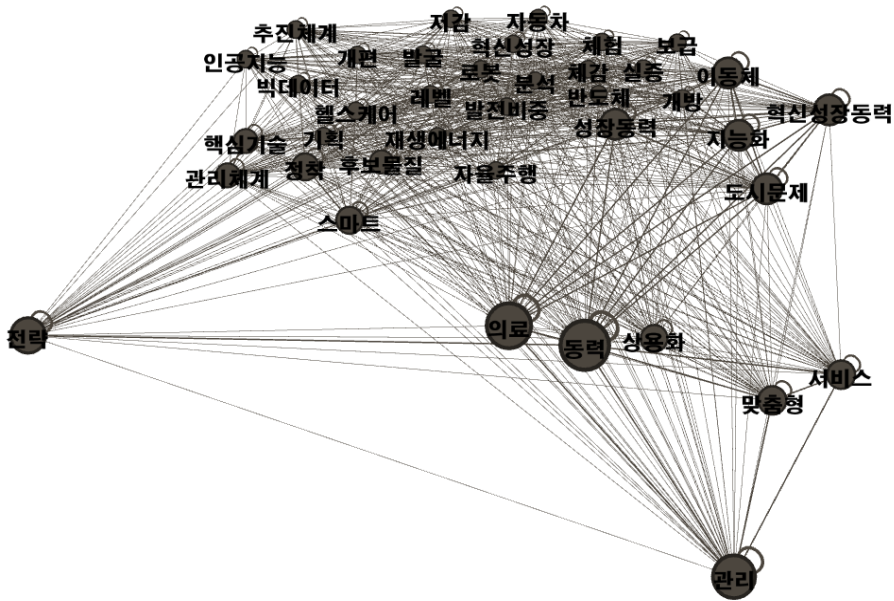 저감
자동차
추진체계
혁신성장
체험
보급
인공지능
개편
발굴
로봇
분석
체감
실증
이동체
빅데이터
레벨
반도체
개방
헬스케어
발전비중
성장동력
혁신성장동력
핵심기술
기획
재생에너지
지능화
관리체계
정착
후보물질
자율주행
도시문제
스마트
전략
의료
동력
상용화
서비스
맞춤형
관리